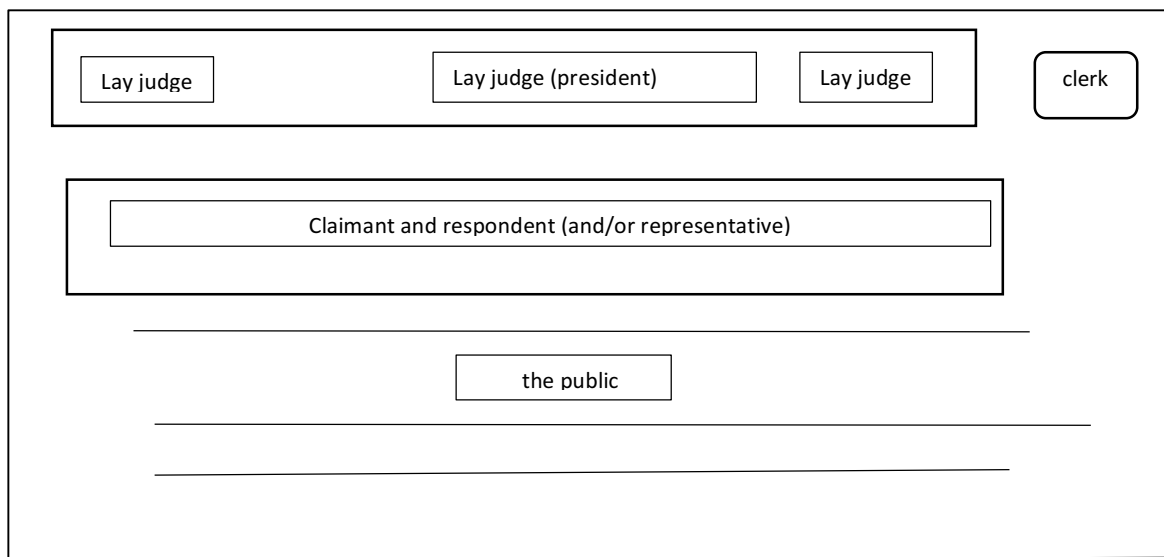 Lay judge
Lay judge (president)
Lay judge
clerk
Claimant and respondent (and/or representative)
the public